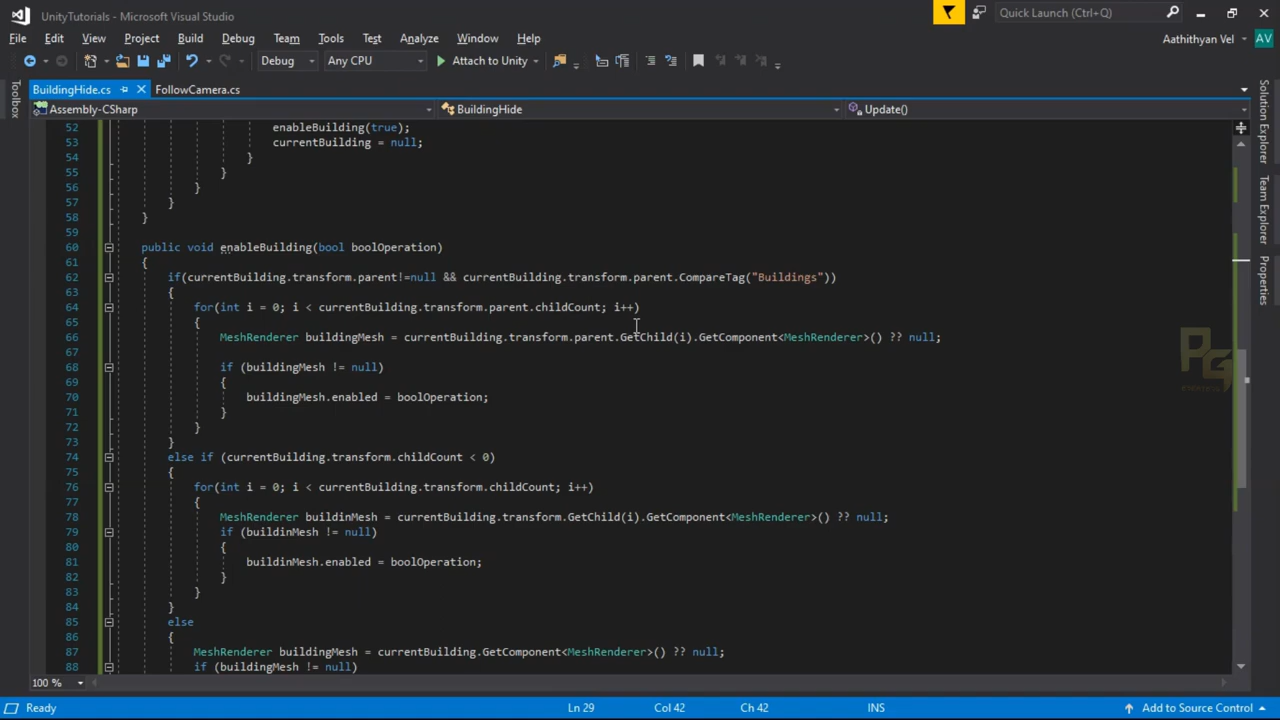 UnityTutorials - Microsoft Visual Studio
Quick Launch (Ctrl+Q)
File Edit View Project Build Debug Team Tools Test Analyze Window Help
Aathithyan Vel AV
Debug Any CPU Attach to Unity
BuildingHide.cs FollowCamera.cs
Assembly-CSharp BuildingHide Update()
Toolbox
Solution Explorer
Team Explorer
Properties
52 enableBuilding(true);
53 currentBuilding = null;
54 }
55 }
56 }
57 }
58 }
59
60 public void enableBuilding(bool boolOperation)
61 {
62 if(currentBuilding.transform.parent!=null && currentBuilding.transform.parent.CompareTag("Buildings"))
63 {
64 for(int i = 0; i < currentBuilding.transform.parent.childCount; i++)
65 {
66 MeshRenderer buildingMesh = currentBuilding.transform.parent.GetChild(i).GetComponent<MeshRenderer>() ?? null;
67
68 if (buildingMesh != null)
69 {
70 buildingMesh.enabled = boolOperation;
71 }
72 }
73 }
74 else if (currentBuilding.transform.childCount < 0)
75 {
76 for(int i = 0; i < currentBuilding.transform.childCount; i++)
77 {
78 MeshRenderer buildinMesh = currentBuilding.transform.GetChild(i).GetComponent<MeshRenderer>() ?? null;
79 if (buildinMesh != null)
80 {
81 buildinMesh.enabled = boolOperation;
82 }
83 }
84 }
85 else
86 {
87 MeshRenderer buildingMesh = currentBuilding.GetComponent<MeshRenderer>() ?? null;
88 if (buildingMesh != null)
PG
100 %
Ready Ln 29 Col 42 Ch 42 INS Add to Source Control